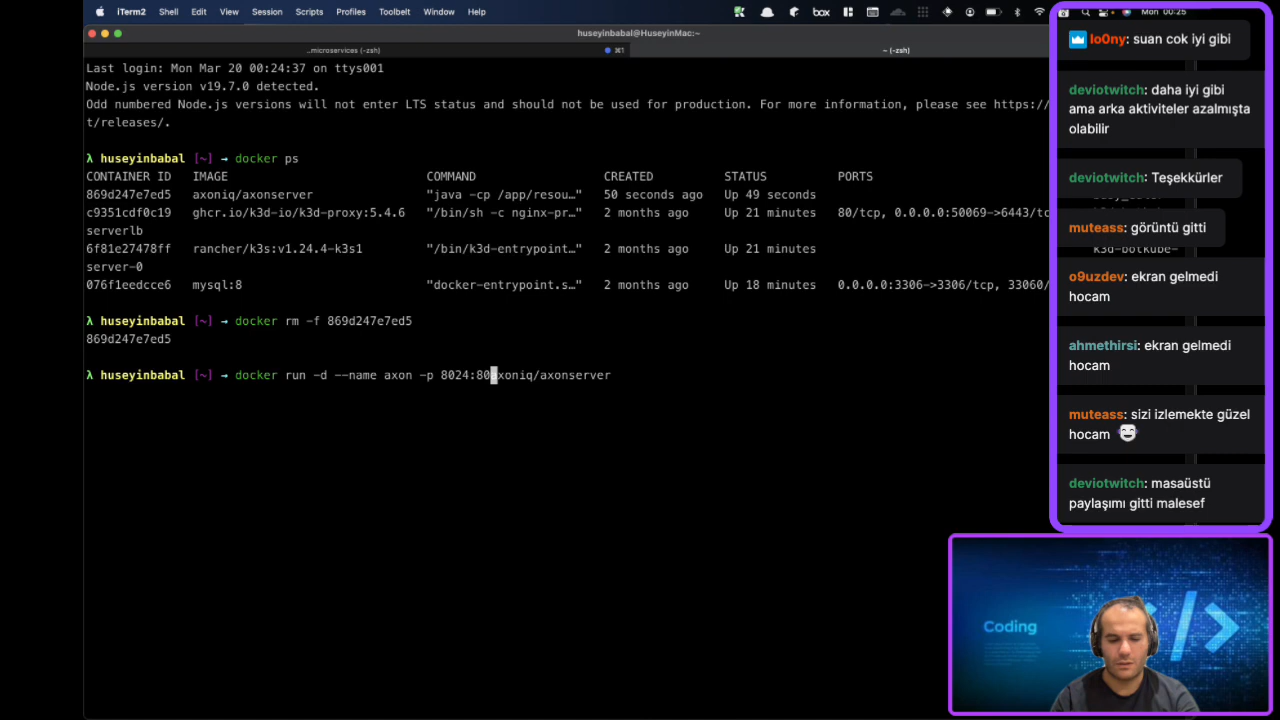 iTerm2 Shell Edit View Run Session Scripts Profiles Toolbelt Window Help
box
Mon 00:25
huseyinbabal@HuseyinMac:~
..microservices (-zsh)
⌘1
~ (-zsh)
Last login: Mon Mar 20 00:24:37 on ttys001
Node.js version v19.7.0 detected.
Odd numbered Node.js versions will not enter LTS status and should not be used for production. For more information, please see https:/
t/releases/.
λ huseyinbabal [~] → docker ps
CONTAINER ID IMAGE COMMAND CREATED STATUS PORTS
869d247e7ed5 axoniq/axonserver "java -cp /app/resou…" 50 seconds ago Up 49 seconds
c9351cdf0c19 ghcr.io/k3d-io/k3d-proxy:5.4.6 "/bin/sh -c nginx-pr…" 2 months ago Up 21 minutes 80/tcp, 0.0.0.0:50069->6443/tc
serverlb
6f81e27478ff rancher/k3s:v1.24.4-k3s1 "/bin/k3d-entrypoint…" 2 months ago Up 21 minutes
server-0
076f1eedcce6 mysql:8 "docker-entrypoint.s…" 2 months ago Up 18 minutes 0.0.0.0:3306->3306/tcp, 33060/
λ huseyinbabal [~] → docker rm -f 869d247e7ed5
869d247e7ed5
λ huseyinbabal [~] → docker run -d --name axon -p 8024:80axoniq/axonserver
lo0ny: suan cok iyi gibi
deviotwitch: daha iyi gibi
ama arka aktiviteler azalmışta
olabilir
deviotwitch: Teşekkürler
muteass: görüntü gitti
k3d-botkube-
o9uzdev: ekran gelmedi
hocam
ahmethirsi: ekran gelmedi
hocam
muteass: sizi izlemekte güzel
hocam
deviotwitch: masaüstü
paylaşımı gitti malesef
Coding